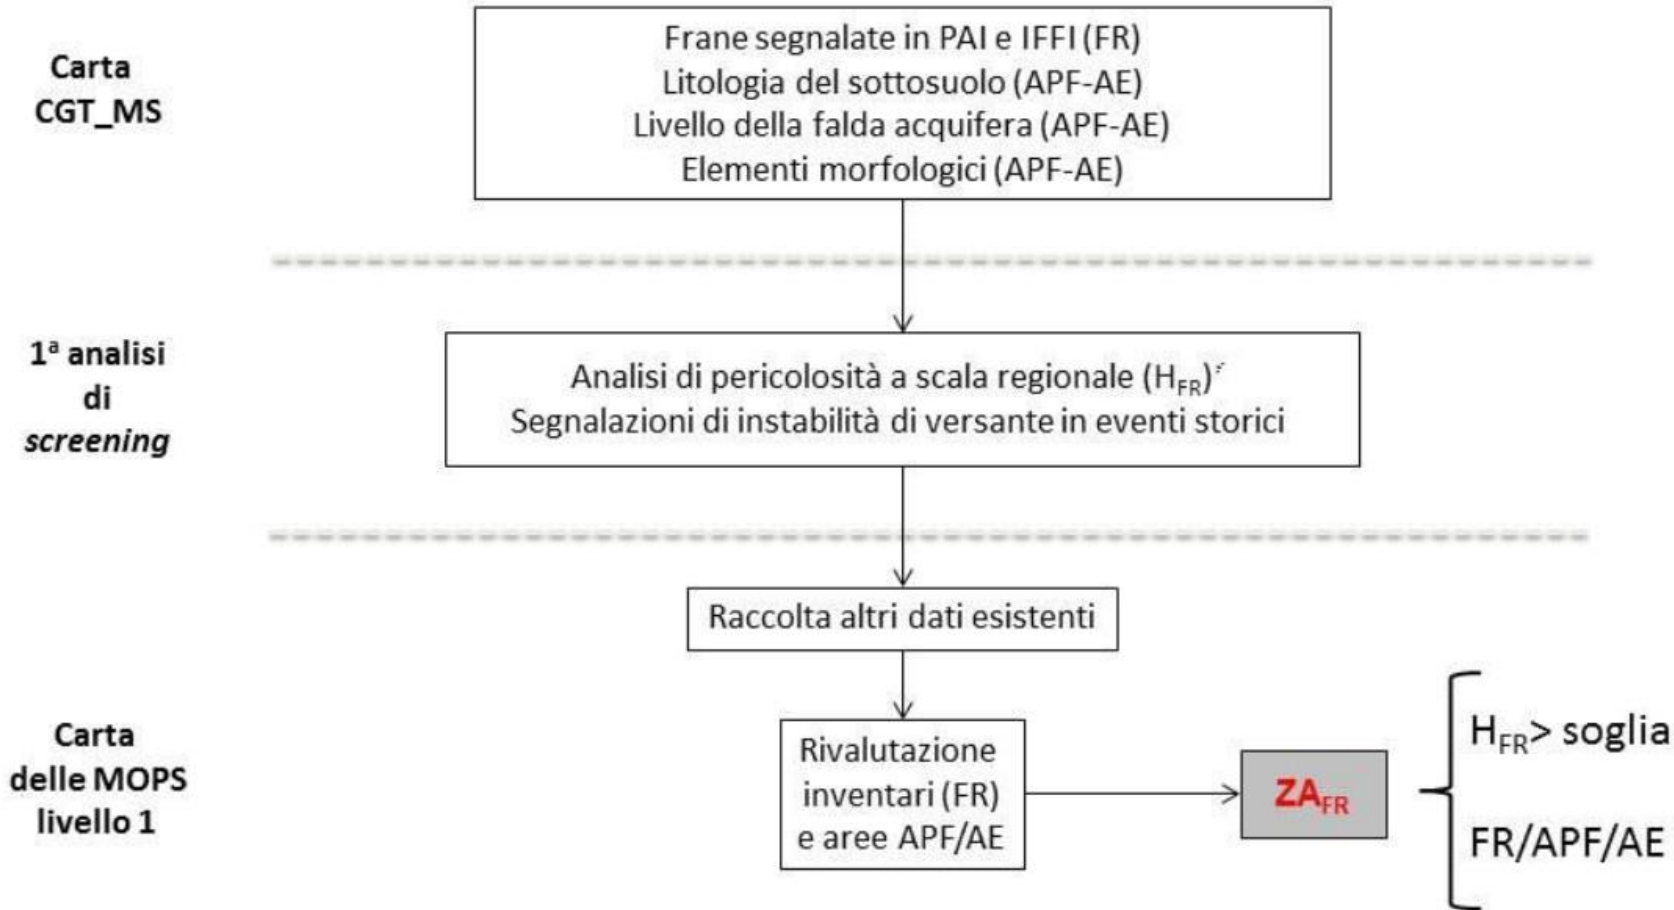 Carta
CGT_MS
Frane segnalate in PAI e IFFI (FR)
Litologia del sottosuolo (APF-AE)
Livello della falda acquifera (APF-AE)
Elementi morfologici (APF-AE)
1ª analisi
di
screening
Analisi di pericolosità a scala regionale (HFR)*
Segnalazioni di instabilità di versante in eventi storici
Raccolta altri dati esistenti
Carta
delle MOPS
livello 1
Rivalutazione
inventari (FR)
e aree APF/AE
ZAFR
HFR> soglia
FR/APF/AE